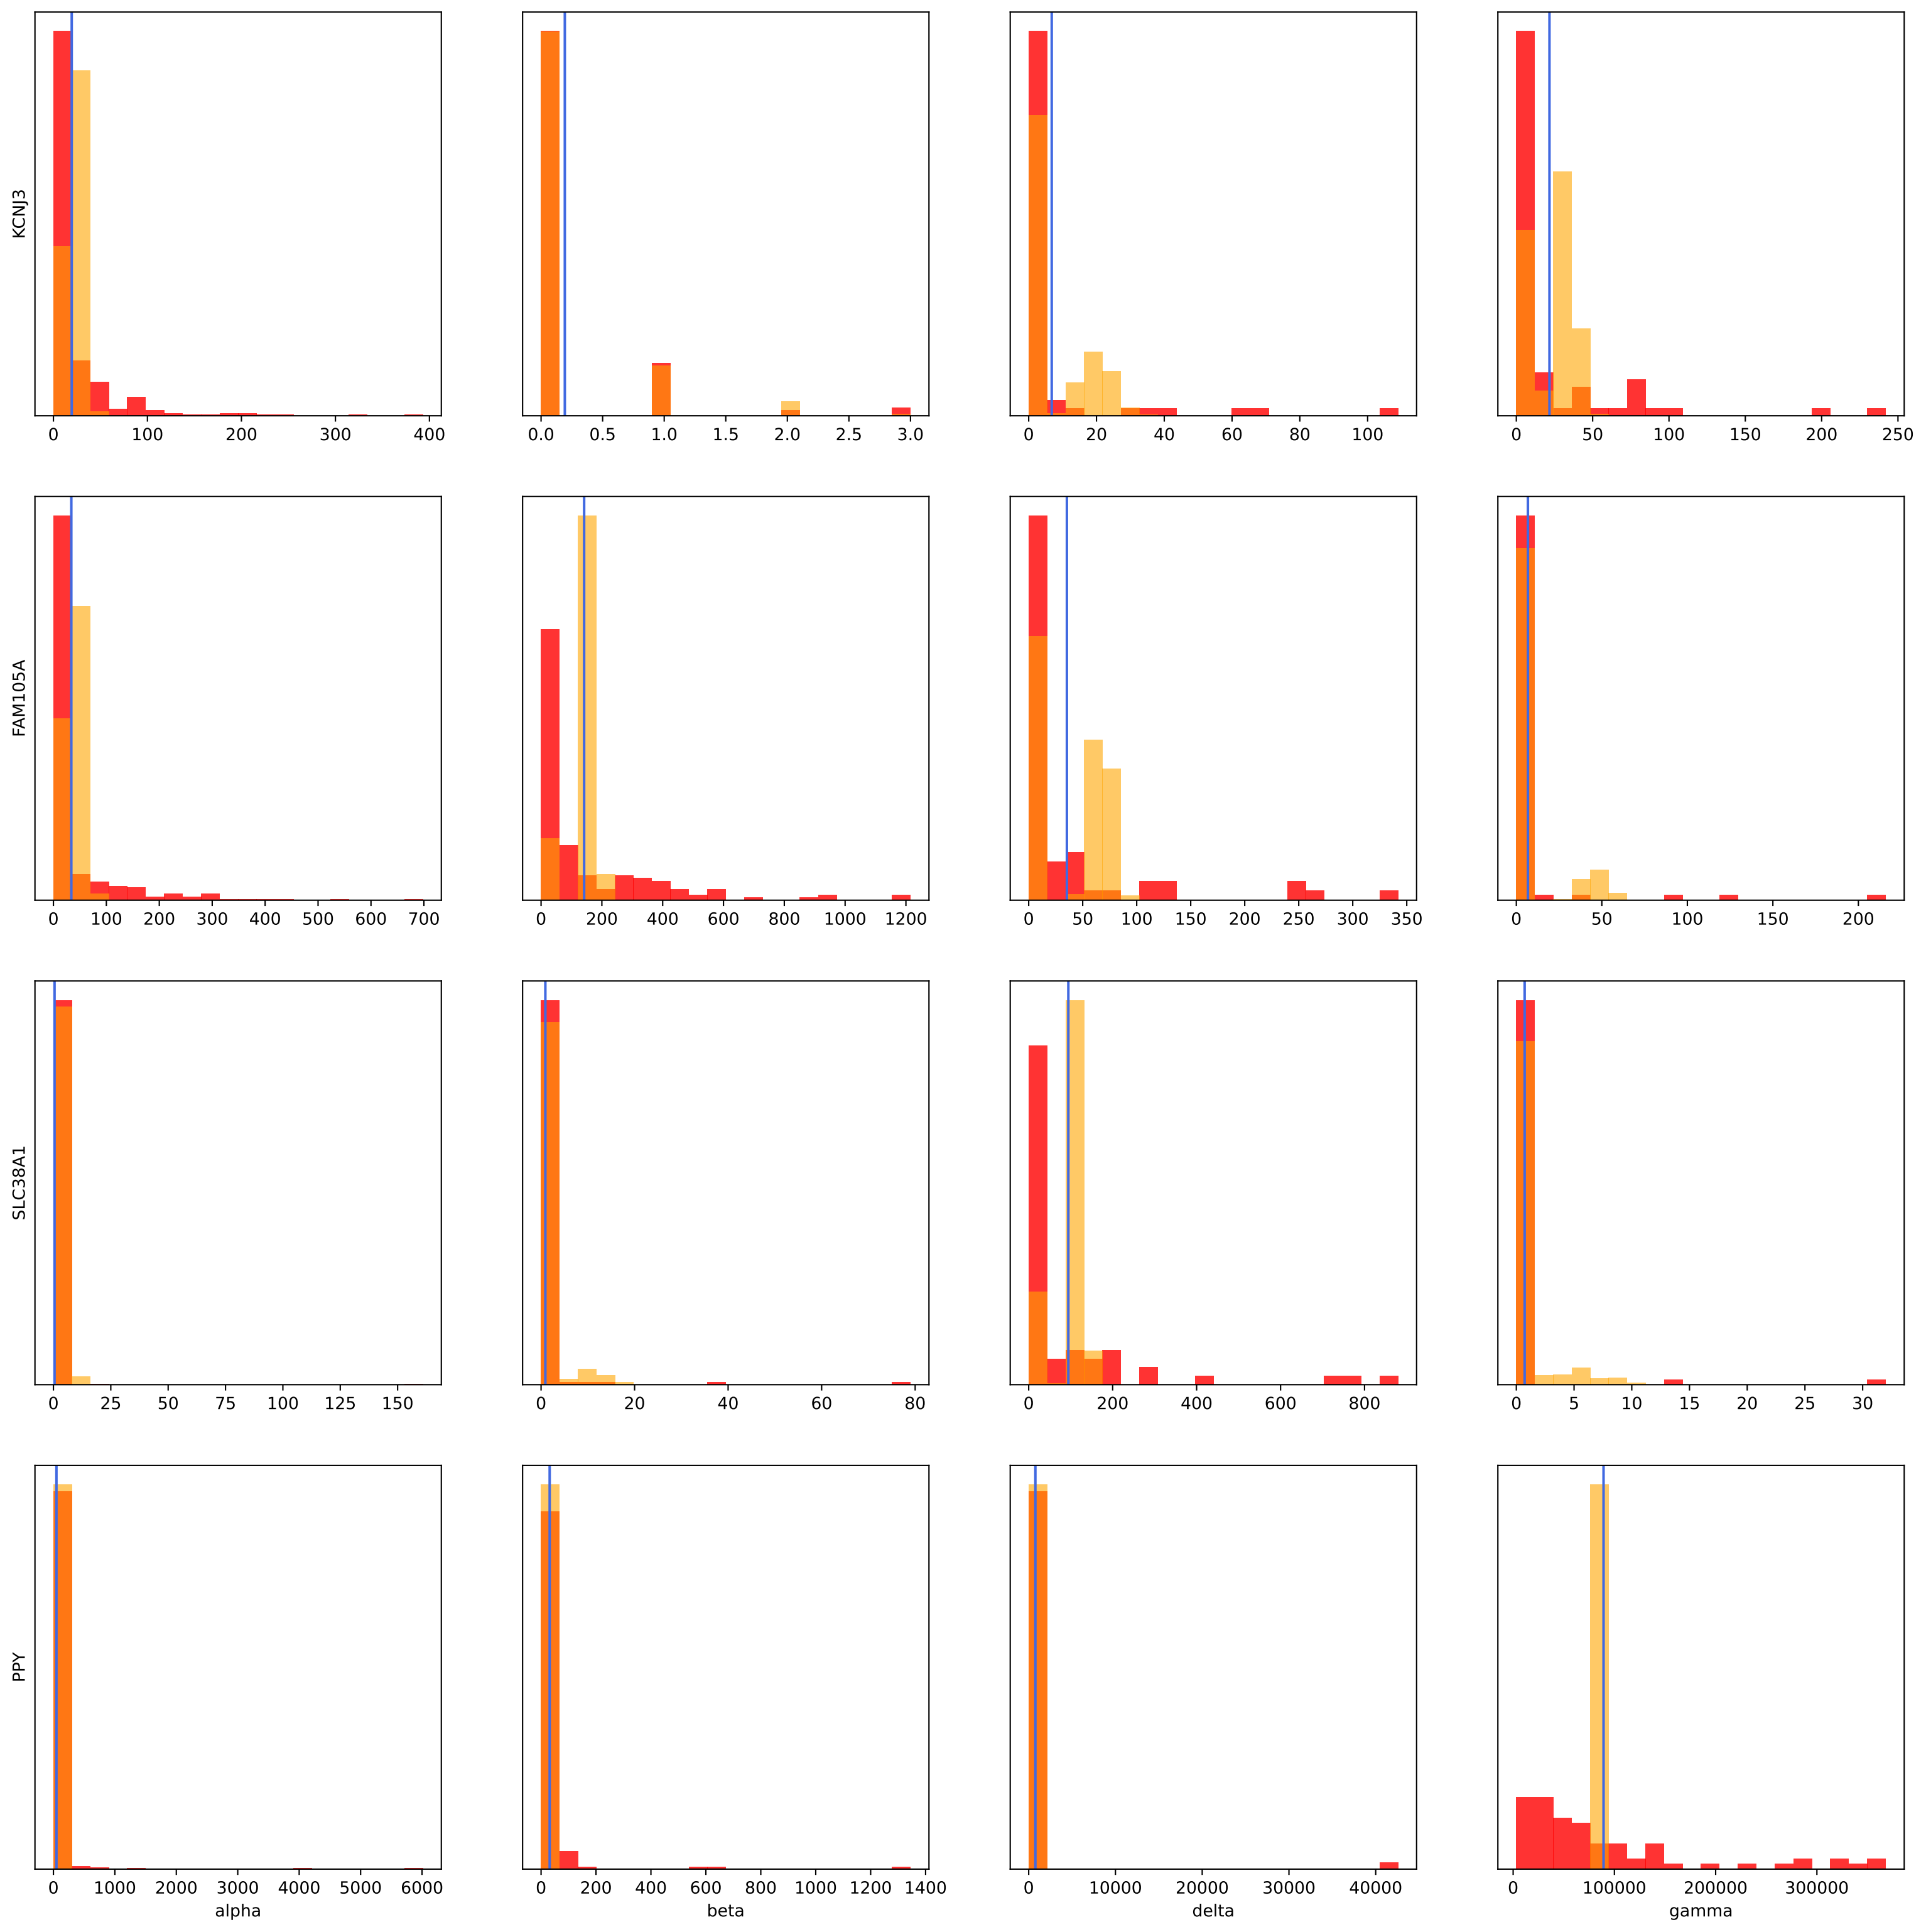 KCNJ3
0 100 200 300 400
0.0 0.5 1.0 1.5 2.0 2.5 3.0
0 20 40 60 80 100
0 50 100 150 200 250
FAM105A
0 100 200 300 400 500 600 700
0 200 400 600 800 1000 1200
0 50 100 150 200 250 300 350
0 50 100 150 200
SLC38A1
0 25 50 75 100 125 150
0 20 40 60 80
0 200 400 600 800
0 5 10 15 20 25 30
PPY
0 1000 2000 3000 4000 5000 6000
alpha
0 200 400 600 800 1000 1200 1400
beta
0 10000 20000 30000 40000
delta
0 100000 200000 300000
gamma